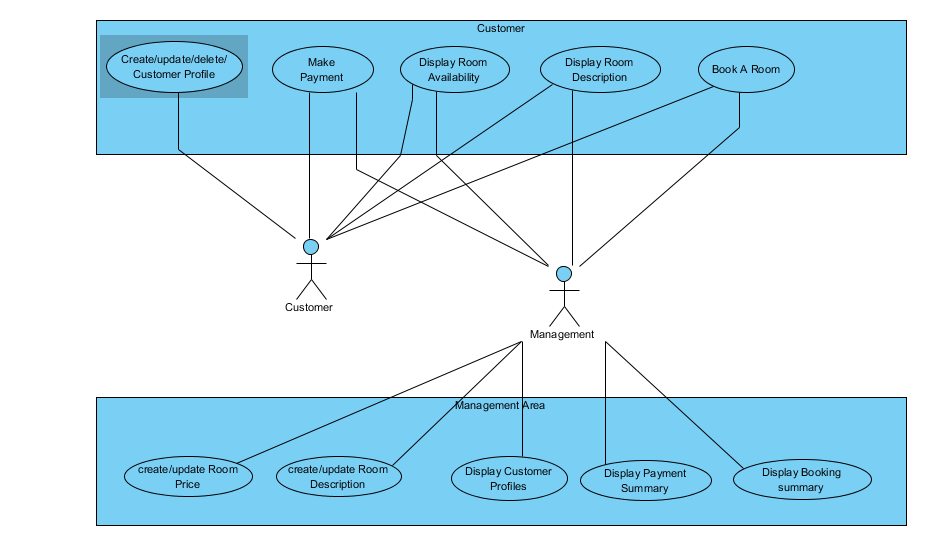 Customer
Create/update/delete/
Customer Profile
Make
Payment
Display Room
Availability
Display Room
Description
Book A Room
Customer
Management
Management Area
create/update Room
Price
create/update Room
Description
Display Customer
Profiles
Display Payment
Summary
Display Booking
summary